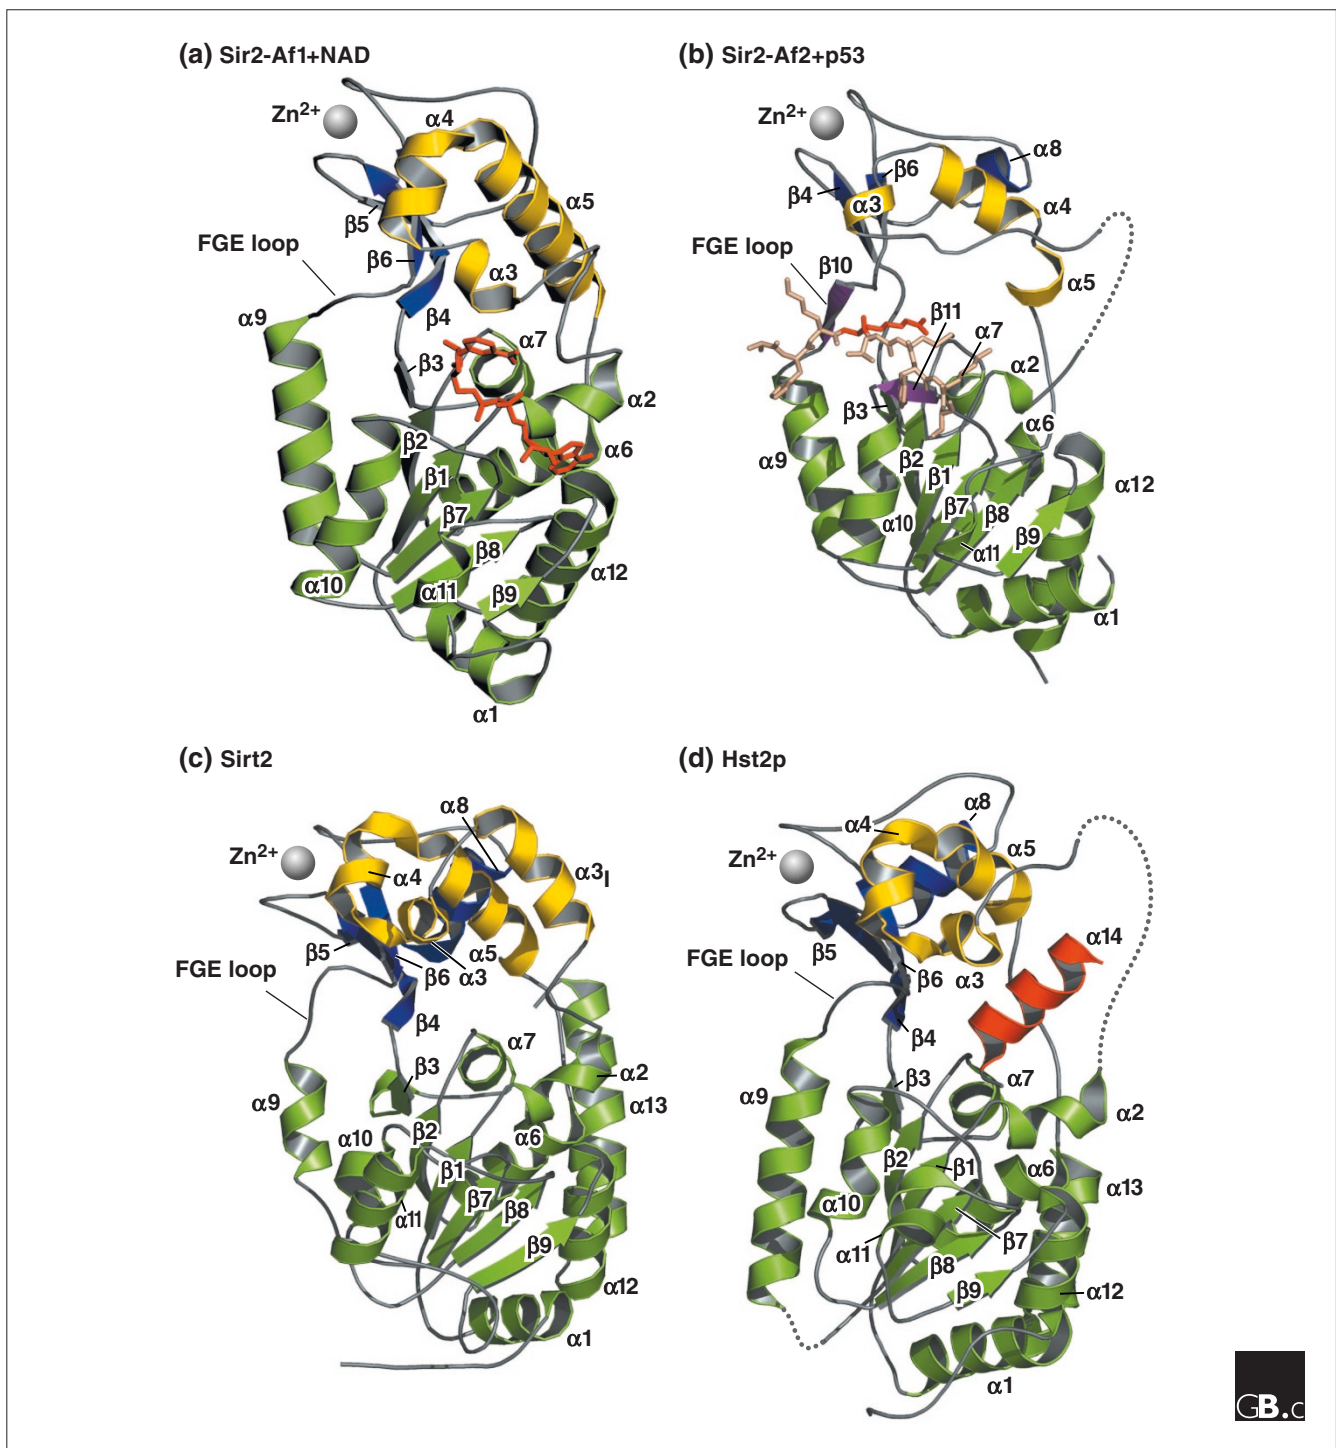 (a) Sir2-Af1+NAD
Zn2+
α4
α5
β5
FGE loop
β6
α3
α9
β4
α7
β3
α2
β2
α6
β1
β7
β8
α12
α10
α11
β9
α1
(b) Sir2-Af2+p53
Zn2+
α8
β6
β4
α3
α4
FGE loop
β10
α5
β11
α7
α2
β3
α6
α9
β2
β1
α12
β7
β8
α10
β9
α11
α1
(c) Sirt2
α8
Zn2+
α4
α3I
β5
α5
FGE loop
β6
α3
β4
α7
β3
α2
α9
α13
α10
β2
α6
β1
β7
α11
β8
β9
α12
α1
(d) Hst2p
α8
α4
α5
Zn2+
α14
β5
FGE loop
β6
α3
β4
β3
α7
α9
α2
β2
β1
α6
α13
α10
β7
α11
β8
β9
α12
α1
GB.c